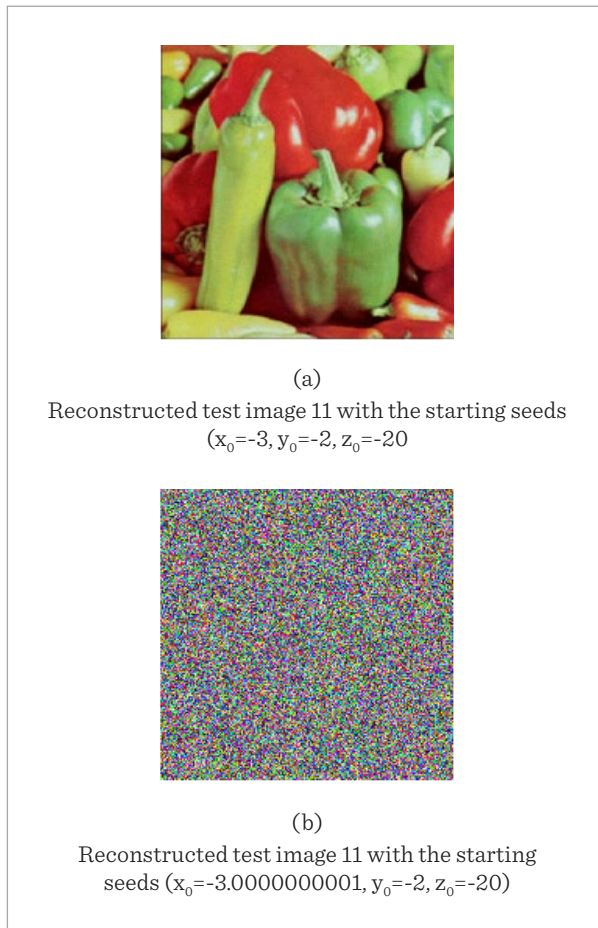 (a)
Reconstructed test image 11 with the starting seeds
(x₀=-3, y₀=-2, z₀=-20
(b)
Reconstructed test image 11 with the starting
seeds (x₀=-3.0000000001, y₀=-2, z₀=-20)